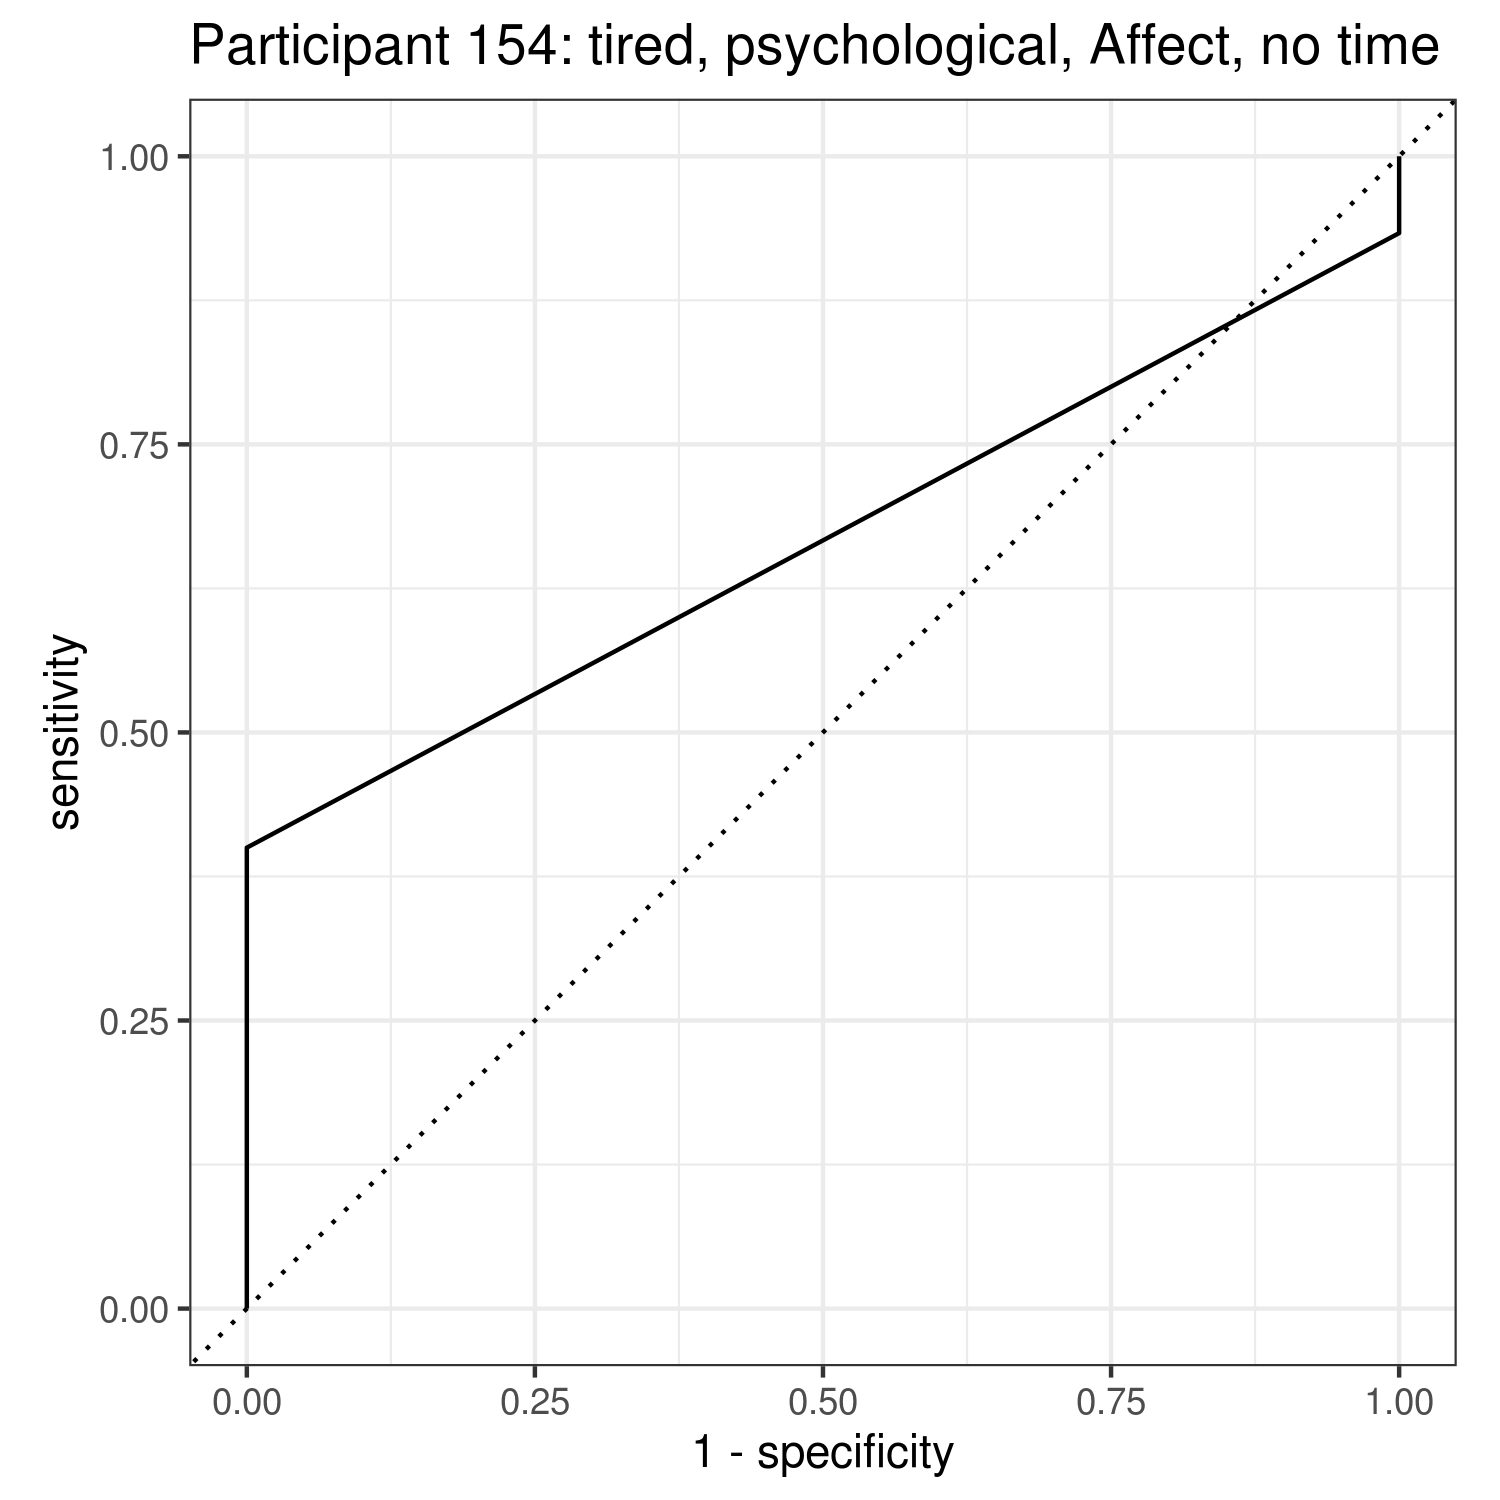 Participant 154: tired, psychological, Affect, no time
1.00
0.75
0.50
0.25
0.00
sensitivity
0.00 0.25 0.50 0.75 1.00
1 - specificity